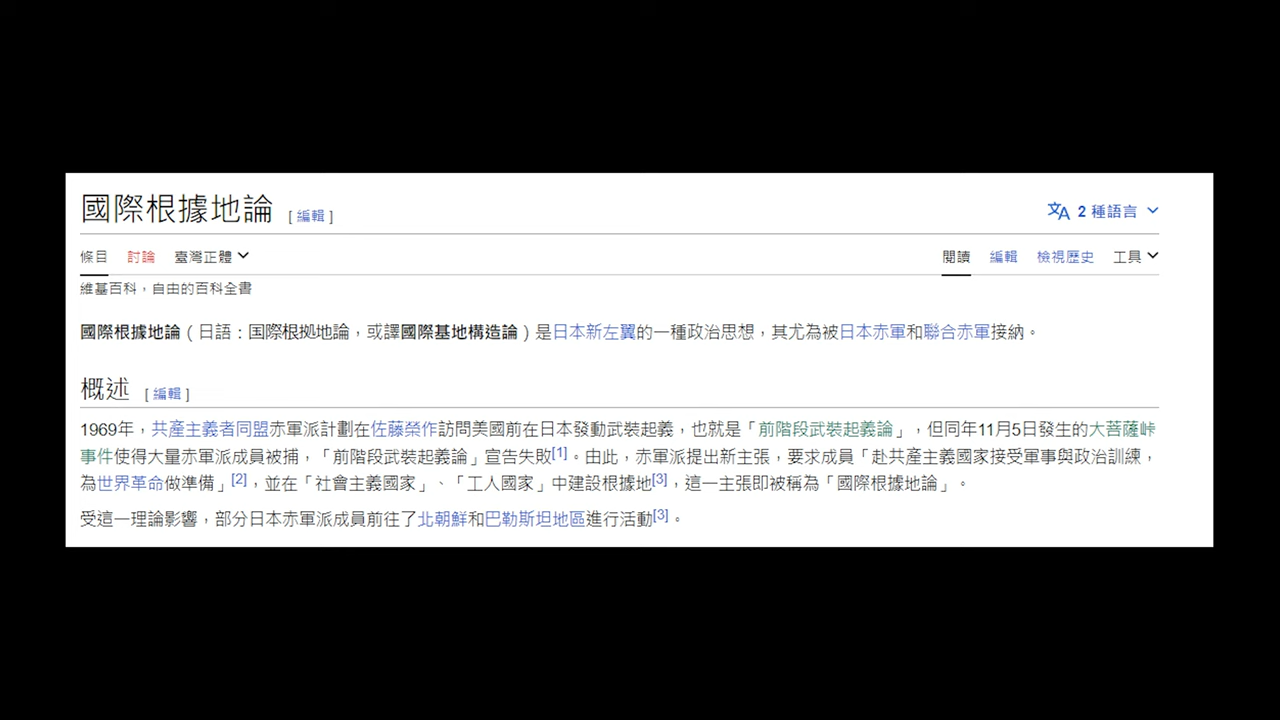 國際根據地論 [ 編輯 ]
文A 2 種語言
條目 討論 臺灣正體 閱讀 編輯 檢視歷史 工具
維基百科，自由的百科全書
國際根據地論（日語：国際根拠地論，或譯國際基地構造論）是日本新左翼的一種政治思想，其尤為被日本赤軍和聯合赤軍接納。
概述 [ 編輯 ]
1969年，共產主義者同盟赤軍派計劃在佐藤榮作訪問美國前在日本發動武裝起義，也就是「前階段武裝起義論」，但同年11月5日發生的大菩薩峠
事件使得大量赤軍派成員被捕，「前階段武裝起義論」宣告失敗[1]。由此，赤軍派提出新主張，要求成員「赴共產主義國家接受軍事與政治訓練，
為世界革命做準備」[2]，並在「社會主義國家」、「工人國家」中建設根據地[3]，這一主張即被稱為「國際根據地論」。
受這一理論影響，部分日本赤軍派成員前往了北朝鮮和巴勒斯坦地區進行活動[3]。